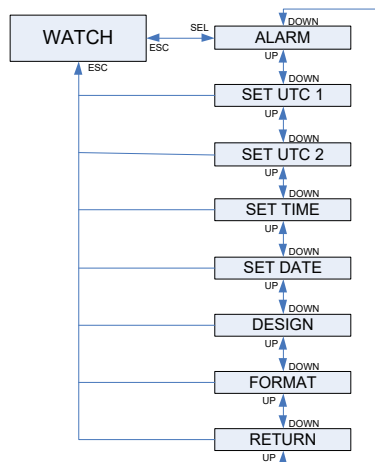 WATCH
SEL
ESC
DOWN
ALARM
ESC
UP
DOWN
SET UTC 1
UP
DOWN
SET UTC 2
UP
DOWN
SET TIME
UP
DOWN
SET DATE
UP
DOWN
DESIGN
UP
DOWN
FORMAT
UP
DOWN
RETURN
UP